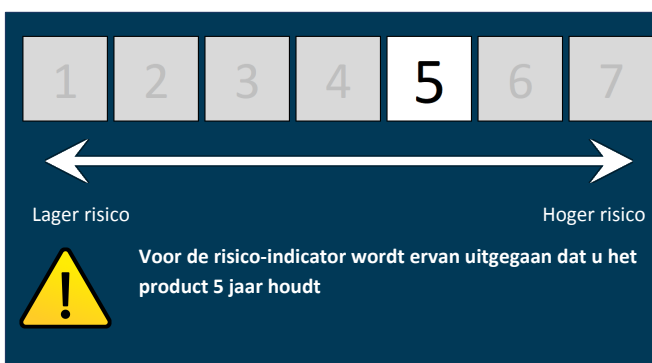 1 2 3 4 5 6 7
Lager risico Hoger risico
Voor de risico-indicator wordt ervan uitgegaan dat u het
product 5 jaar houdt